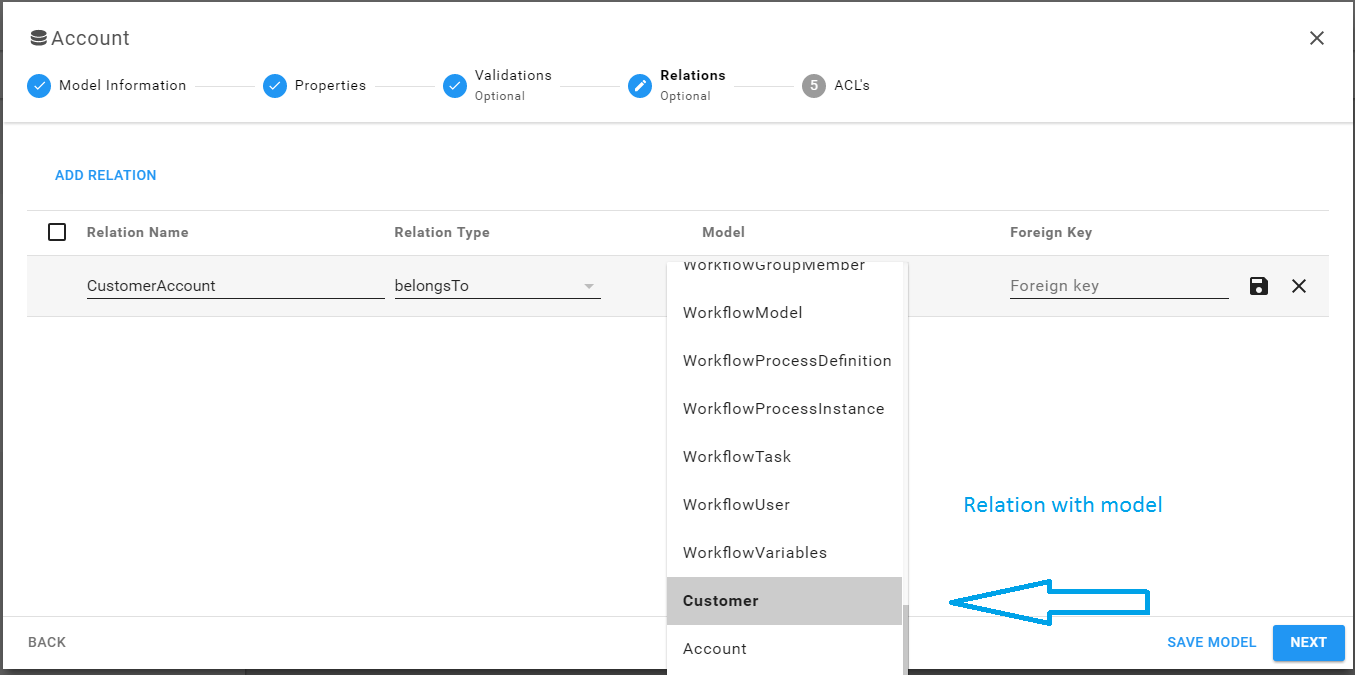 Account
Model Information
Properties
Validations
Optional
Relations
Optional
5 ACL's
ADD RELATION
Relation Name Relation Type Model Foreign Key
CustomerAccount belongsTo Foreign key
WorkflowGroupMember
WorkflowModel
WorkflowProcessDefinition
WorkflowProcessInstance
WorkflowTask
WorkflowUser
WorkflowVariables
Customer
Account
Relation with model
BACK SAVE MODEL NEXT